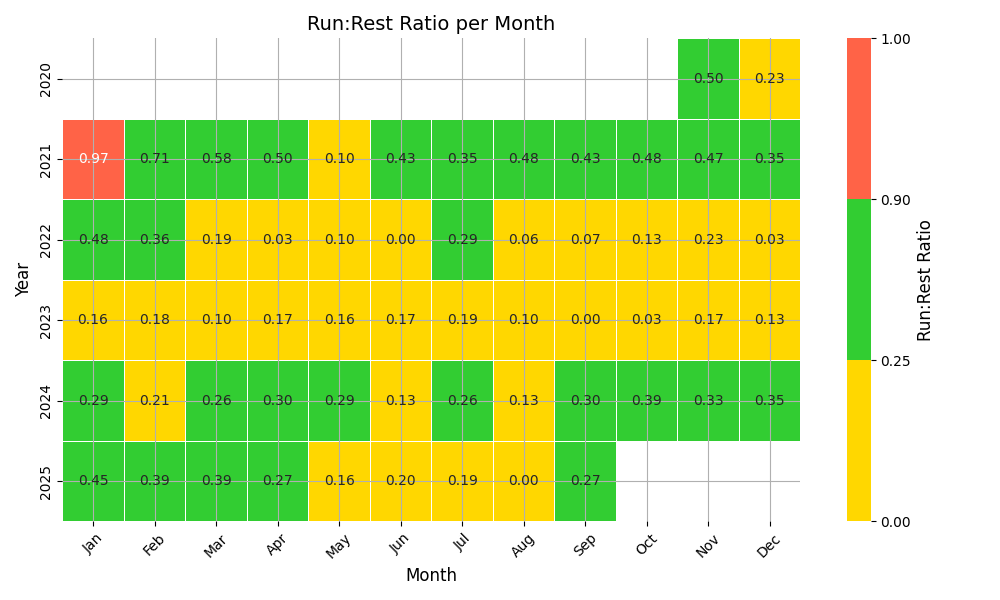 Run:Rest Ratio per Month
1.00
2020 0.50 0.23
2021 0.97 0.71 0.58 0.50 0.10 0.43 0.35 0.48 0.43 0.48 0.47 0.35
0.90
2022 0.48 0.36 0.19 0.03 0.10 0.00 0.29 0.06 0.07 0.13 0.23 0.03
Year
Run:Rest Ratio
2023 0.16 0.18 0.10 0.17 0.16 0.17 0.19 0.10 0.00 0.03 0.17 0.13
0.25
2024 0.29 0.21 0.26 0.30 0.29 0.13 0.26 0.13 0.30 0.39 0.33 0.35
2025 0.45 0.39 0.39 0.27 0.16 0.20 0.19 0.00 0.27
0.00
Jan Feb Mar Apr May Jun Jul Aug Sep Oct Nov Dec
Month